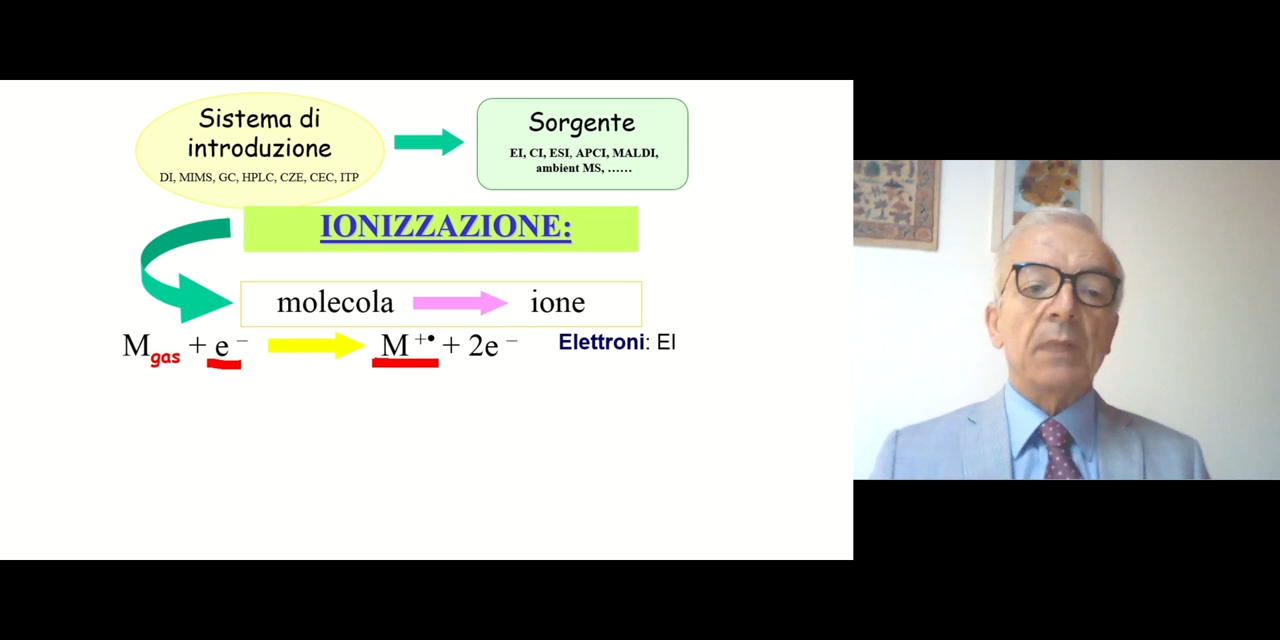 Sistema di
introduzione
DI, MIMS, GC, HPLC, CZE, CEC, ITP
Sorgente
EI, CI, ESI, APCI, MALDI,
ambient MS, ......
IONIZZAZIONE:
molecola ione
M gas + e⁻ M⁺• + 2e⁻ Elettroni: EI